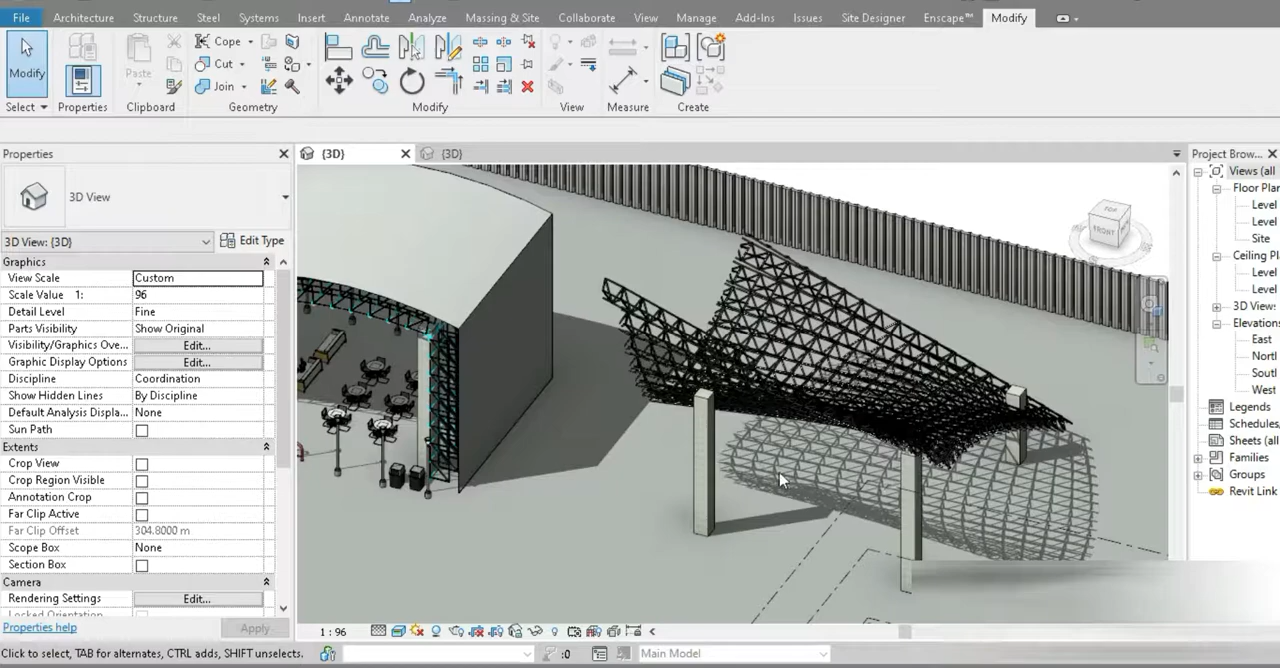 File Architecture Structure Steel Systems Insert Annotate Analyze Massing & Site Collaborate View Manage Add-Ins Issues Site Designer Enscape™ Modify
Modify Paste Cope Cut Join
Select Properties Clipboard Geometry Modify View Measure Create
Properties {3D} {3D} Project Brow...
3D View
3D View: {3D} Edit Type
Graphics
View Scale Custom
Scale Value 1: 96
Detail Level Fine
Parts Visibility Show Original
Visibility/Graphics Ove... Edit...
Graphic Display Options Edit...
Discipline Coordination
Show Hidden Lines By Discipline
Default Analysis Displa... None
Sun Path
Extents
Crop View
Crop Region Visible
Annotation Crop
Far Clip Active
Far Clip Offset 304.8000 m
Scope Box None
Section Box
Camera
Rendering Settings Edit...
Locked Orientation
Properties help Apply
TOP
FRONT
Views (all
Floor Plan
Level
Level
Site
Ceiling Pl
Level
Level
3D Views
Elevations
East
North
South
West
Legends
Schedules,
Sheets (all
Families
Groups
Revit Link
1 : 96
Click to select, TAB for alternates, CTRL adds, SHIFT unselects. :0 Main Model